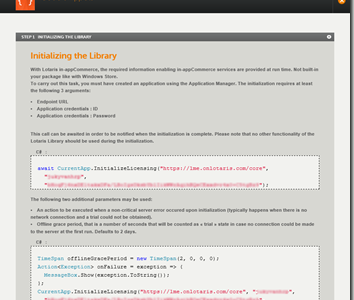 STEP 1 INITIALIZING THE LIBRARY
Initializing the Library
With Lotaris in-appCommerce, the required information enabling in-appCommerce services are provided at run time. Not built-in
your package like with Windows Store.
To carry out this task, you must have created an application using the Application Manager. The initialization requires at least
the following 3 arguments:
• Endpoint URL
• Application credentials : ID
• Application credentials : Password
This call can be awaited in order to be notified when the initialization is complete. Please note that no other functionality of the
Lotaris Library should be used during the initialization.
C# :
await CurrentApp.InitializeLicensing("https://lme.onlotaris.com/core",
The following two additional parameters may be used:
• An action to be executed when a non-critical error occured upon initialization (typically happens when there is no
network connection and a trial could not be obtained).
• Offline grace period, that is a number of seconds that will be counted as « trial » state in case no connection could be made
to the server at the first run. Defaults to 2 days.
C# :
TimeSpan offlineGracePeriod = new TimeSpan(2, 0, 0, 0);
Action<Exception> onFailure = exception => {
MessageBox.Show(exception.ToString());
};
CurrentApp.InitializeLicensing("https://lme.onlotaris.com/core",